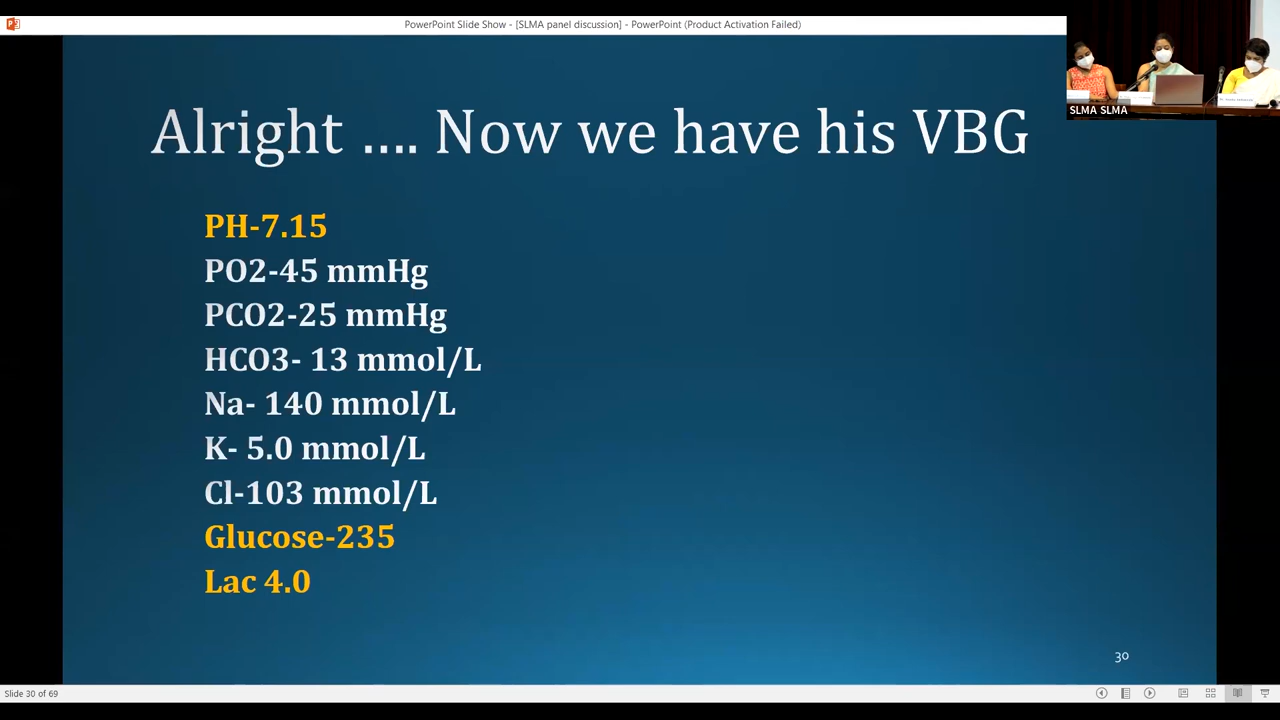 PowerPoint Slide Show - [SLMA panel discussion] - PowerPoint (Product Activation Failed)
SLMA SLMA
Alright .... Now we have his VBG
PH-7.15
PO2-45 mmHg
PCO2-25 mmHg
HCO3- 13 mmol/L
Na- 140 mmol/L
K- 5.0 mmol/L
Cl-103 mmol/L
Glucose-235
Lac 4.0
30
Slide 30 of 69